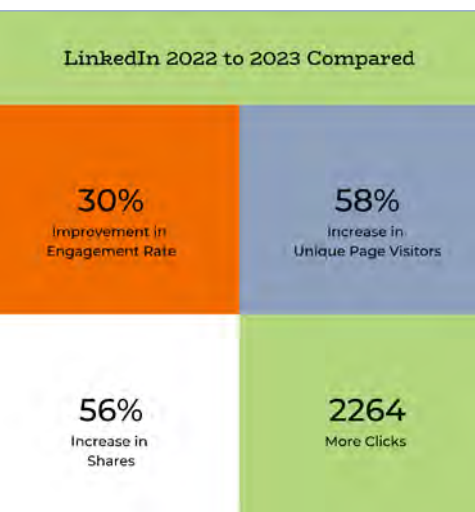 LinkedIn 2022 to 2023 Compared
30%
Improvement in
Engagement Rate
58%
Increase in
Unique Page Visitors
56%
Increase in
Shares
2264
More Clicks